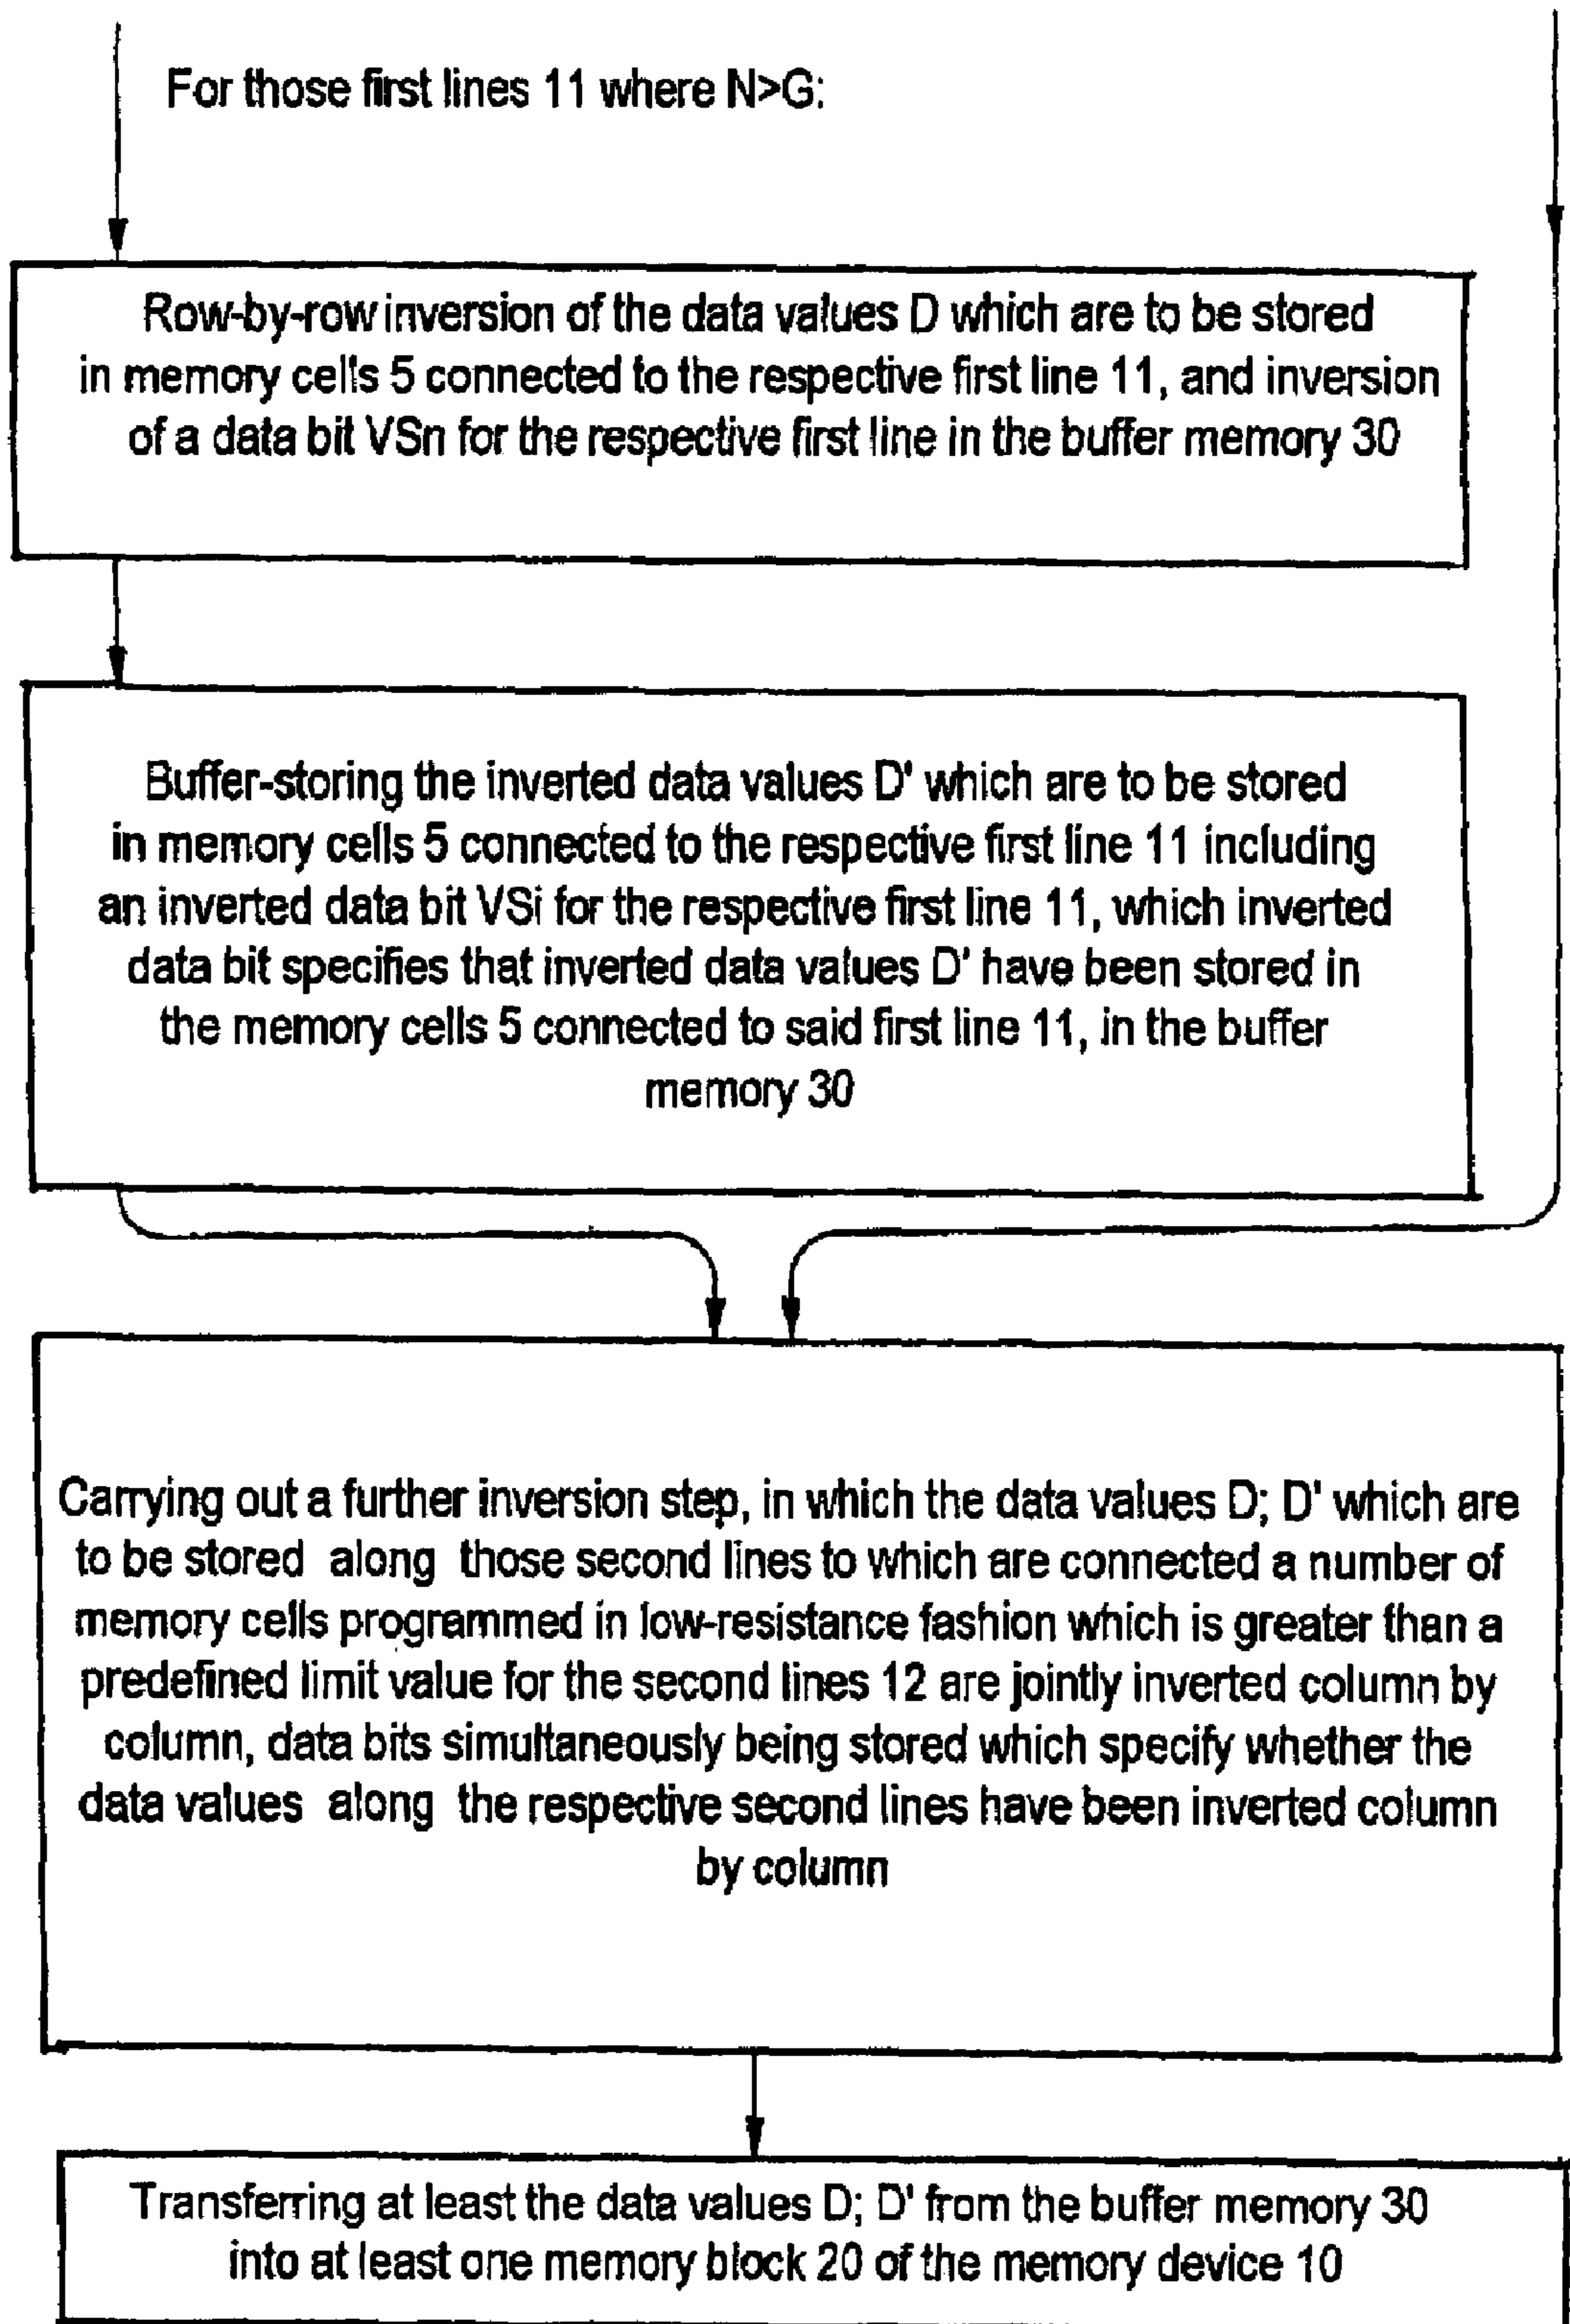 For those first lines 11 where N>G:
Row-by-row inversion of the data values D which are to be stored
in memory cells 5 connected to the respective first line 11, and inversion
of a data bit VSn for the respective first line in the buffer memory 30
Buffer-storing the inverted data values D' which are to be stored
in memory cells 5 connected to the respective first line 11 including
an inverted data bit VSi for the respective first line 11, which inverted
data bit specifies that inverted data values D' have been stored in
the memory cells 5 connected to said first line 11, in the buffer
memory 30
Carrying out a further inversion step, in which the data values D; D' which are
to be stored along those second lines to which are connected a number of
memory cells programmed in low-resistance fashion which is greater than a
predefined limit value for the second lines 12 are jointly inverted column by
column, data bits simultaneously being stored which specify whether the
data values along the respective second lines have been inverted column
by column
Transferring at least the data values D; D' from the buffer memory 30
into at least one memory block 20 of the memory device 10